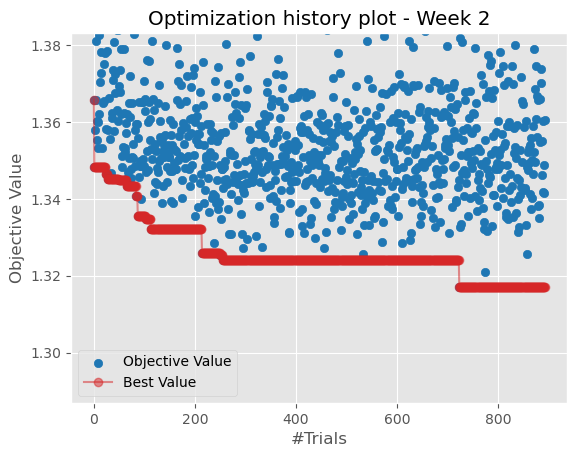 Optimization history plot - Week 2
1.38
1.36
1.34
1.32
1.30
Objective Value
Objective Value
Best Value
0
200
400
600
800
#Trials